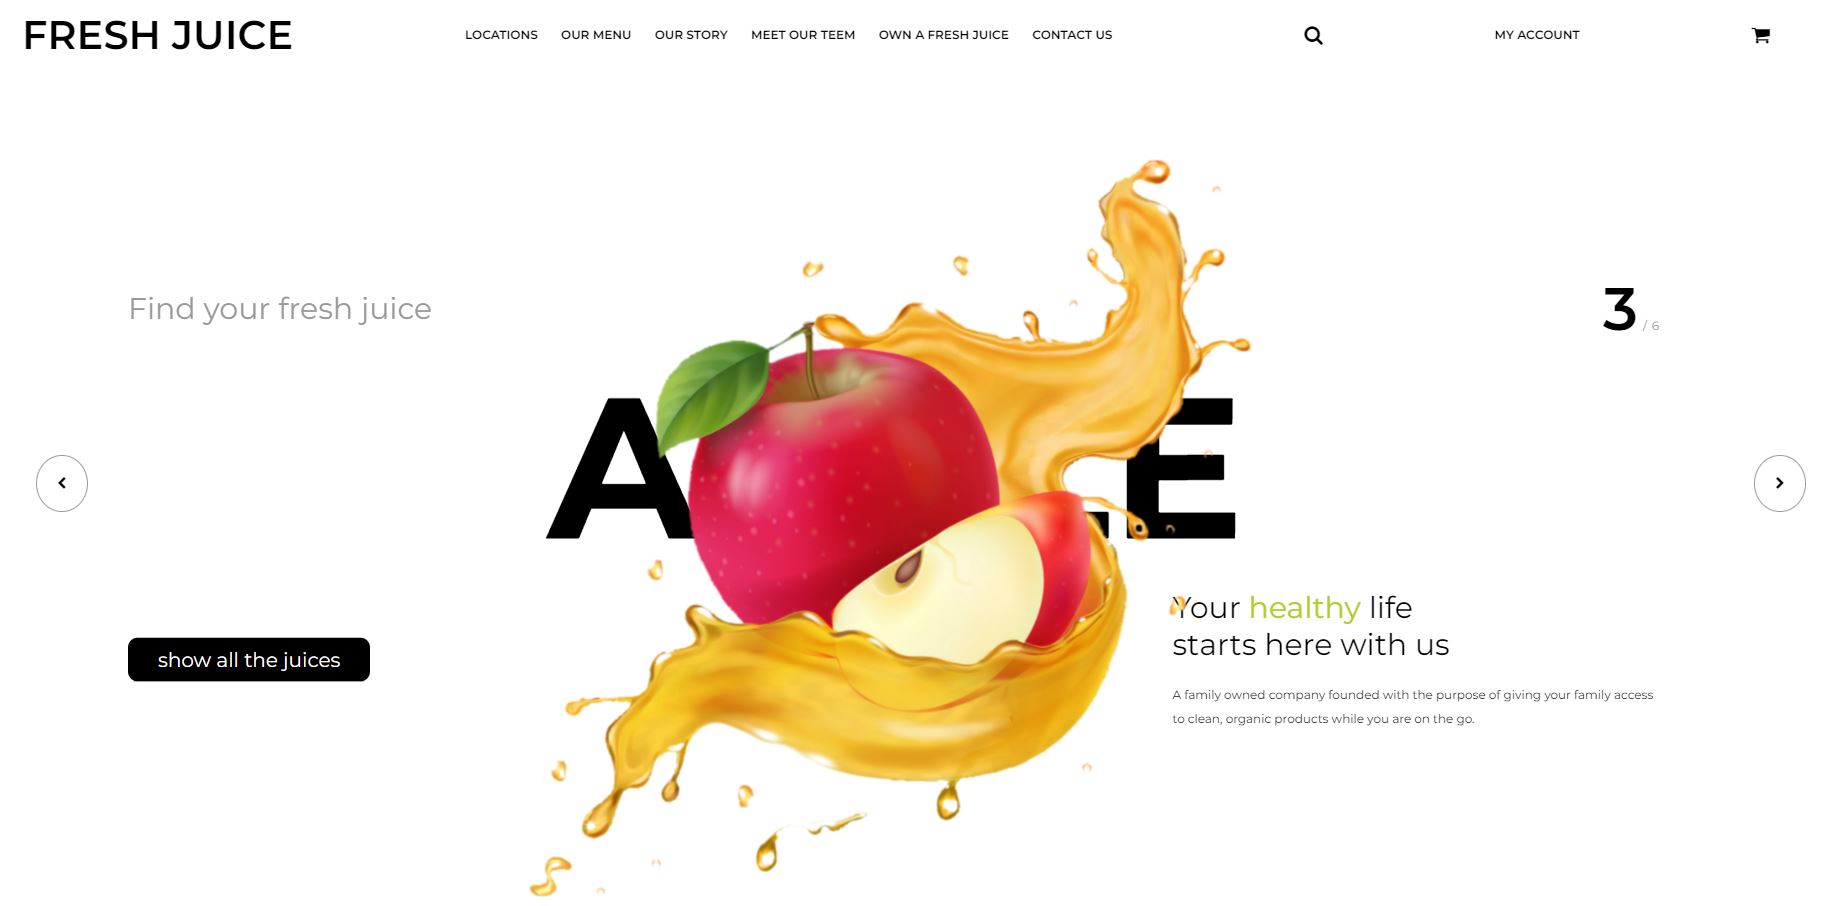 FRESH JUICE
LOCATIONS OUR MENU OUR STORY MEET OUR TEEM OWN A FRESH JUICE CONTACT US
MY ACCOUNT
Find your fresh juice
3 / 6
show all the juices
Your healthy life
starts here with us
A family owned company founded with the purpose of giving your family access
to clean, organic products while you are on the go.